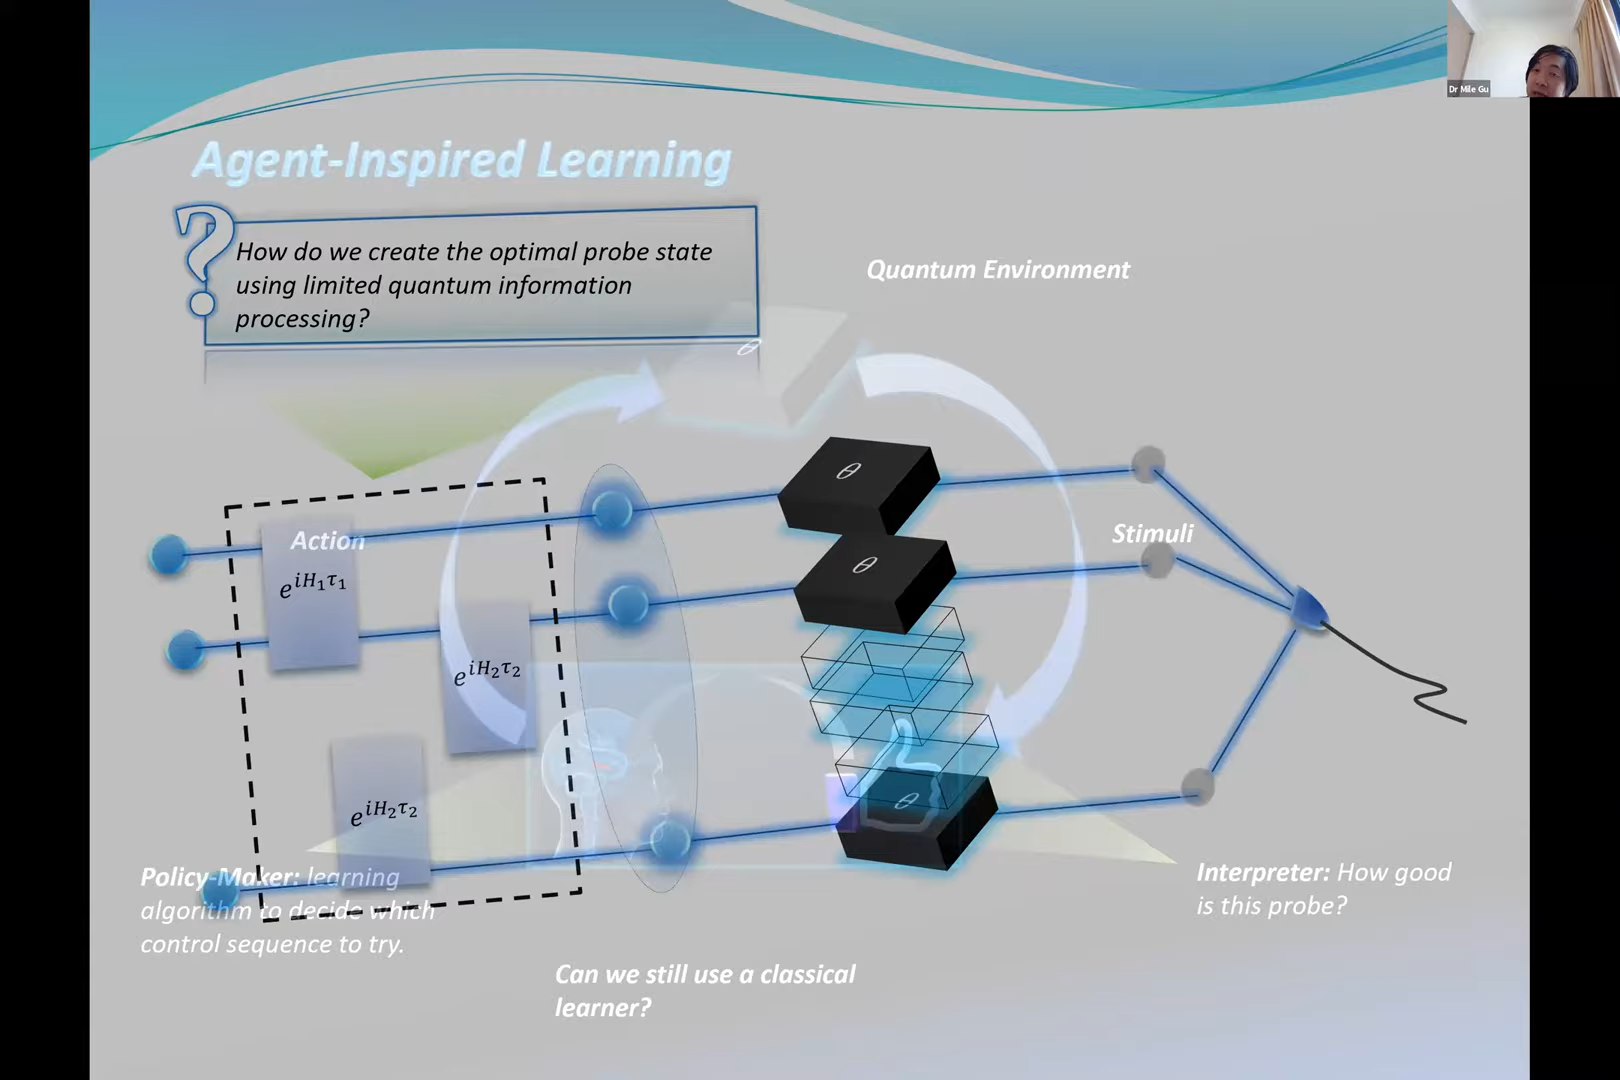 Dr Mile Gu
Agent-Inspired Learning
?
How do we create the optimal probe state
using limited quantum information
processing?
Quantum Environment
θ
θ
θ
θ
Action
Stimuli
e^{iH_1τ_1}
e^{iH_2τ_2}
e^{iH_2τ_2}
Policy-Maker: learning
algorithm to decide which
control sequence to try.
Interpreter: How good
is this probe?
Can we still use a classical
learner?